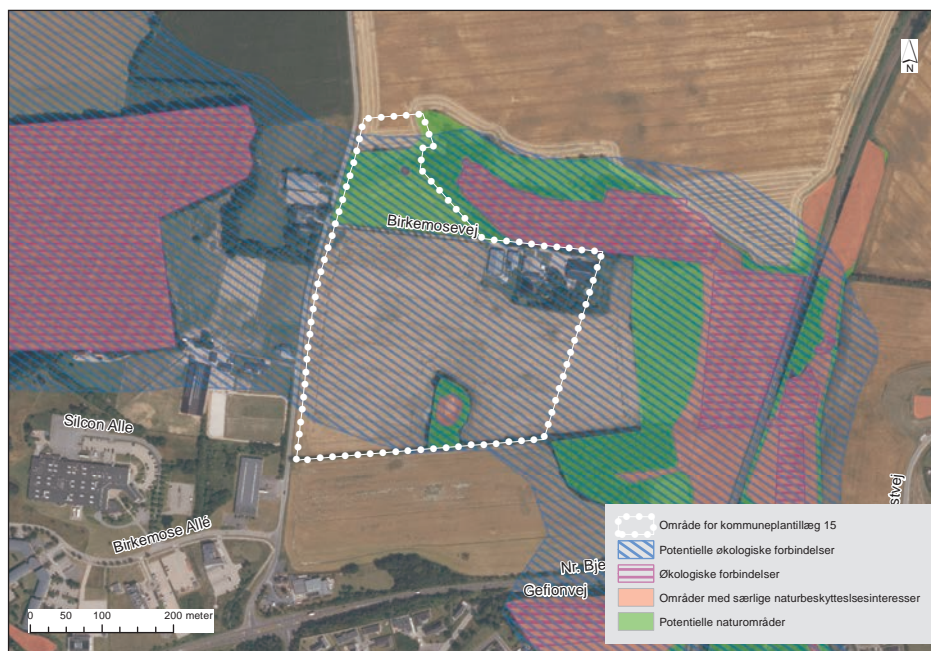 N
Birkemosevej
Silcon Alle
Birkemose Allé
stvej
Nr. Bje
Gefionvej
0 50 100 200 meter
Område for kommuneplantillæg 15
Potentielle økologiske forbindelser
Økologiske forbindelser
Områder med særlige naturbeskytteslsesinteresser
Potentielle naturområder